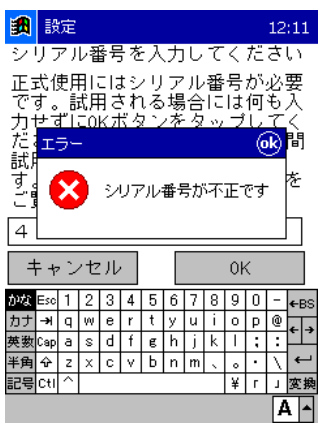 設定 12:11
シリアル番号を入力してください
正式使用にはシリアル番号が必要
です。試用される場合には何も入
力せずにOKボタンをタップしてく
だ 間
エラー ok
試用
す。 を
シリアル番号が不正です
4
キャンセル OK
かな Esc 1 2 3 4 5 6 7 8 9 0 - ←BS
カナ →| q w e r t y u i o p @ ← →
英数 Cap a s d f g h j k l ; :
半角 z x c v b n m 、 。 ・ \
記号 Ctl ^ ¥ 「 」 変換
A